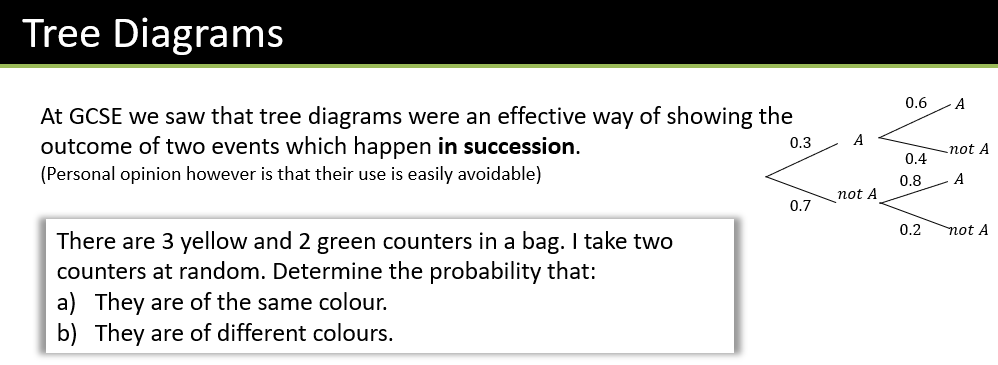 Tree Diagrams
At GCSE we saw that tree diagrams were an effective way of showing the
outcome of two events which happen in succession.
(Personal opinion however is that their use is easily avoidable)
0.3
A
0.6
A
0.4
not A
0.7
not A
0.8
A
0.2
not A
There are 3 yellow and 2 green counters in a bag. I take two
counters at random. Determine the probability that:
a) They are of the same colour.
b) They are of different colours.